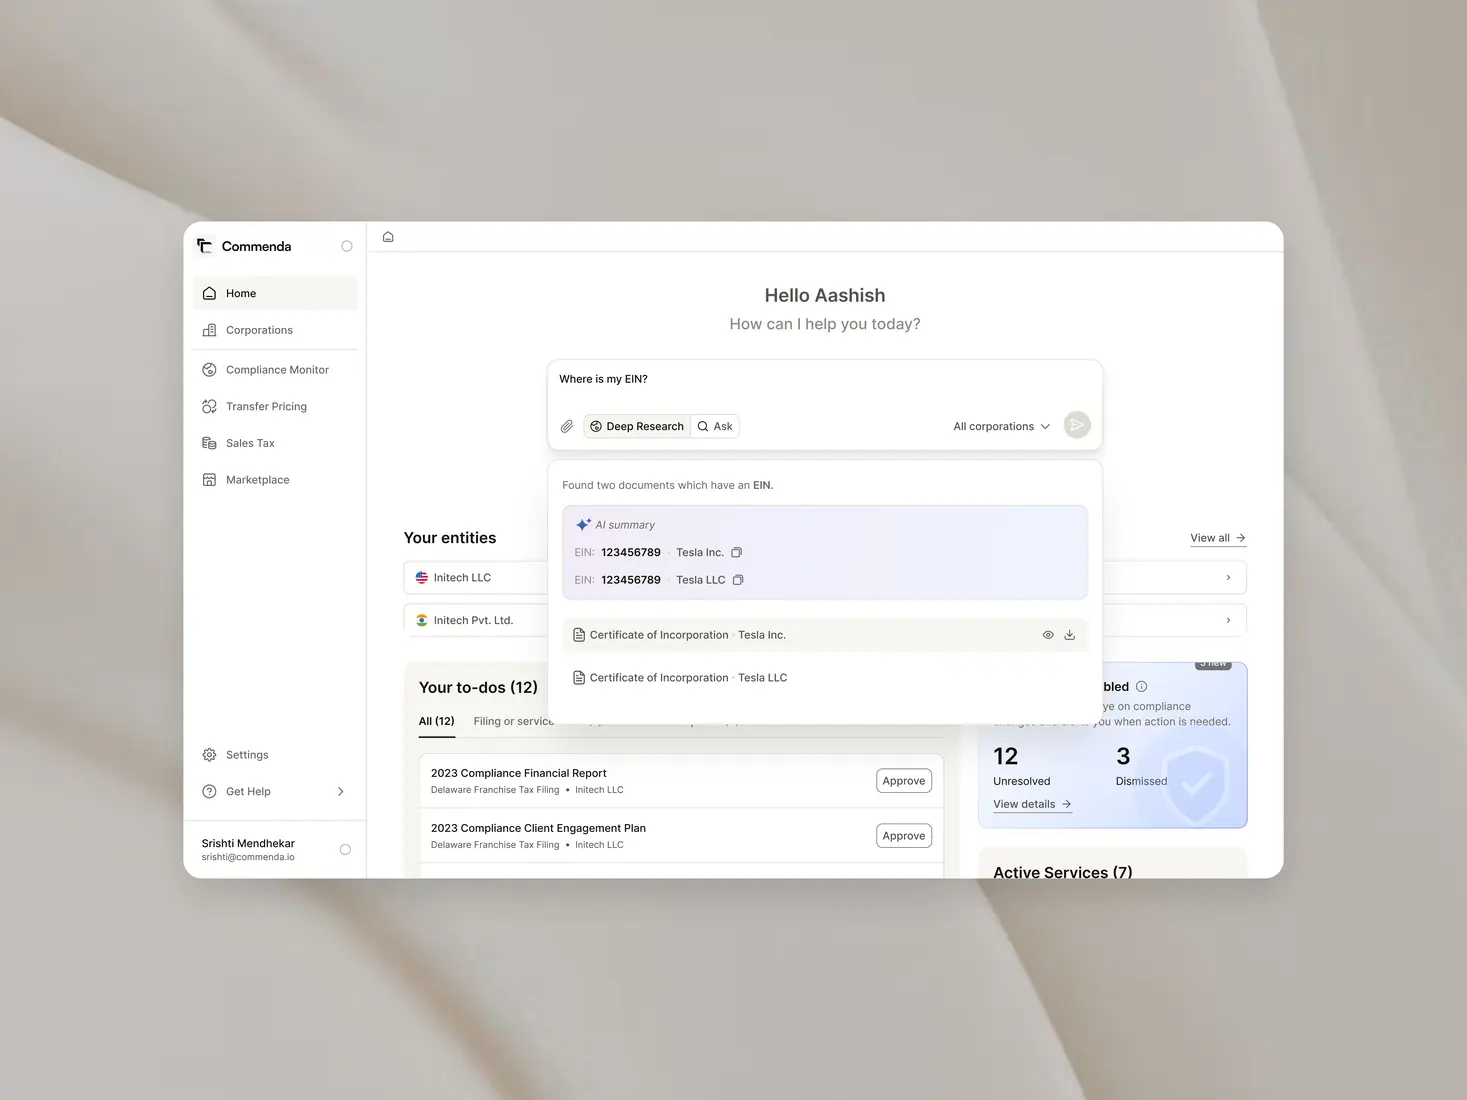 Commenda
Home
Corporations
Compliance Monitor
Transfer Pricing
Sales Tax
Marketplace
Settings
Get Help
Srishti Mendhekar
srishti@commenda.io
Hello Aashish
How can I help you today?
Where is my EIN?
Deep Research
Ask
All corporations
Found two documents which have an EIN.
AI summary
EIN: 123456789 · Tesla Inc.
EIN: 123456789 · Tesla LLC
Certificate of Incorporation · Tesla Inc.
Certificate of Incorporation · Tesla LLC
Your entities
View all
Initech LLC
Initech Pvt. Ltd.
Your to-dos (12)
All (12)
Filing or service
2023 Compliance Financial Report
Delaware Franchise Tax Filing • Initech LLC
Approve
2023 Compliance Client Engagement Plan
Delaware Franchise Tax Filing • Initech LLC
Approve
new
bled
ye on compliance
you when action is needed.
12
Unresolved
3
Dismissed
View details
Active Services (7)